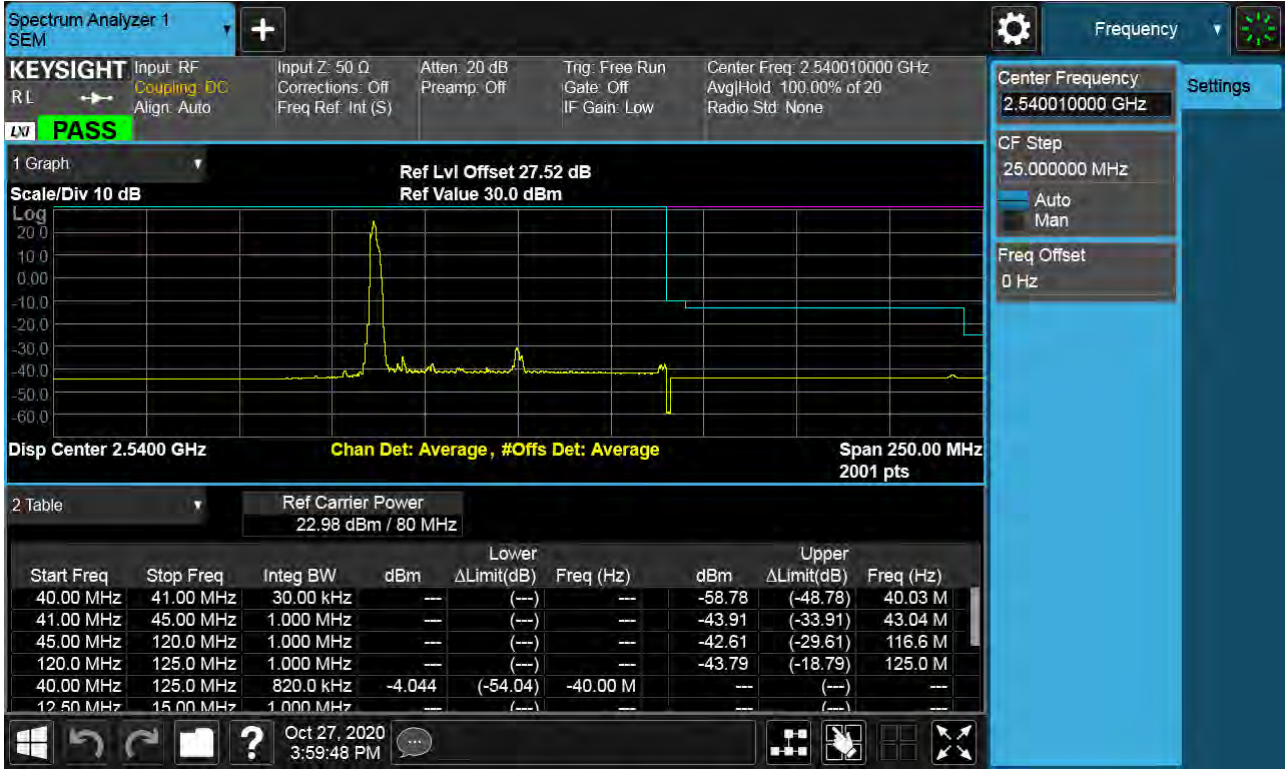 Spectrum Analyzer 1
SEM
+
Frequency
KEYSIGHT
R L
LXI
PASS
Input: RF
Coupling: DC
Align: Auto
Input Z: 50 Ω
Corrections: Off
Freq Ref: Int (S)
Atten: 20 dB
Preamp: Off
Trig: Free Run
Gate: Off
IF Gain: Low
Center Freq: 2.540010000 GHz
Avg|Hold: 100.00% of 20
Radio Std: None
Center Frequency
2.540010000 GHz
Settings
CF Step
25.000000 MHz
Auto
Man
Freq Offset
0 Hz
1 Graph
Scale/Div 10 dB
Ref Lvl Offset 27.52 dB
Ref Value 30.0 dBm
Log
20.0
10.0
0.00
-10.0
-20.0
-30.0
-40.0
-50.0
-60.0
Disp Center 2.5400 GHz
Chan Det: Average, #Offs Det: Average
Span 250.00 MHz
2001 pts
2 Table
Ref Carrier Power
22.98 dBm / 80 MHz
Lower Upper
Start Freq Stop Freq Integ BW dBm ΔLimit(dB) Freq (Hz) dBm ΔLimit(dB) Freq (Hz)
40.00 MHz 41.00 MHz 30.00 kHz --- (---) --- -58.78 (-48.78) 40.03 M
41.00 MHz 45.00 MHz 1.000 MHz --- (---) --- -43.91 (-33.91) 43.04 M
45.00 MHz 120.0 MHz 1.000 MHz --- (---) --- -42.61 (-29.61) 116.6 M
120.0 MHz 125.0 MHz 1.000 MHz --- (---) --- -43.79 (-18.79) 125.0 M
40.00 MHz 125.0 MHz 820.0 kHz -4.044 (-54.04) -40.00 M --- (---) ---
12.50 MHz 15.00 MHz 1.000 MHz --- (---) --- --- (---) ---
?
Oct 27, 2020
3:59:48 PM